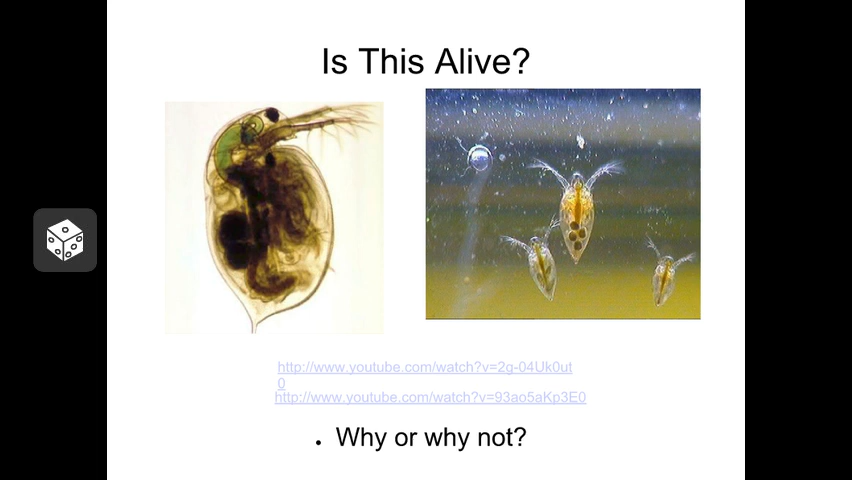 Is This Alive?
http://www.youtube.com/watch?v=2g-04Uk0ut
0
http://www.youtube.com/watch?v=93ao5aKp3E0
• Why or why not?